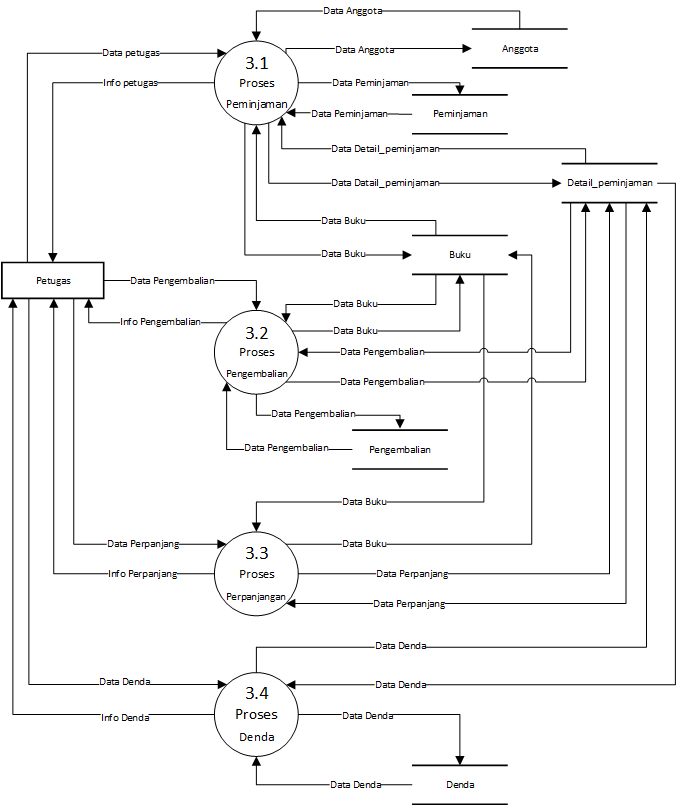 Data Anggota
Data petugas
3.1
Proses
Peminjaman
Data Anggota
Anggota
Info petugas
Data Peminjaman
Data Peminjaman
Peminjaman
Data Detail_peminjaman
Data Datail_peminjaman
Detail_peminjaman
Data Buku
Data Buku
Buku
Petugas
Data Pengembalian
Data Buku
Info Pengembalian
3.2
Proses
Pengembalian
Data Buku
Data Pengembalian
Data Pengembalian
Data Pengembalian
Data Pengembalian
Pengembalian
Data Buku
Data Perpanjang
3.3
Proses
Perpanjangan
Data Buku
Info Perpanjang
Data Perpanjang
Data Perpanjang
Data Denda
Data Denda
3.4
Proses
Denda
Data Denda
Info Denda
Data Denda
Data Denda
Denda